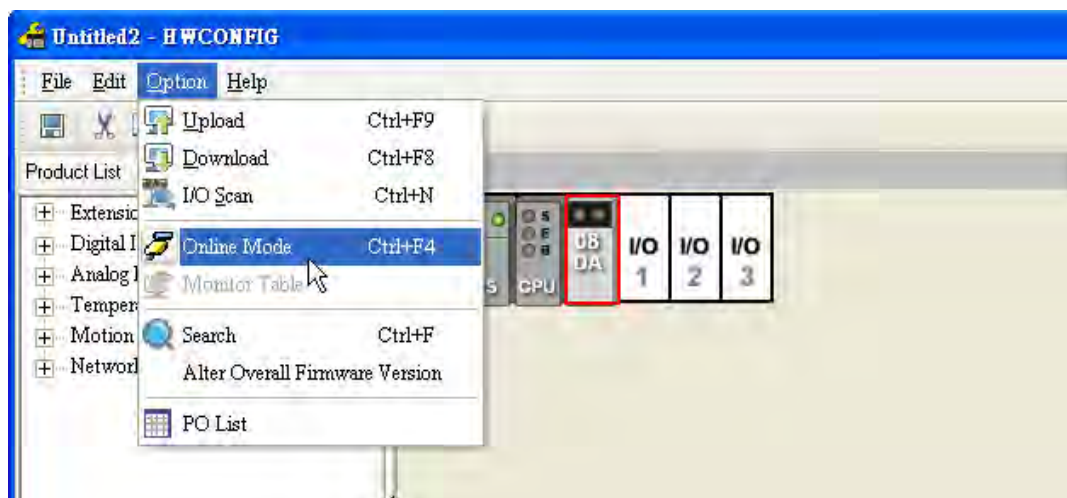 Untitled2 - HWCONFIG
File Edit Option Help
Upload Ctrl+F9
Download Ctrl+F8
I/O Scan Ctrl+N
Online Mode Ctrl+F4
Monitor Table
Search Ctrl+F
Alter Overall Firmware Version
PO List
Product List
Extensio
Digital I
Analog I
Temper
Motion
Networl
S
S
E
B
CPU
08
DA
I/O
1
I/O
2
I/O
3